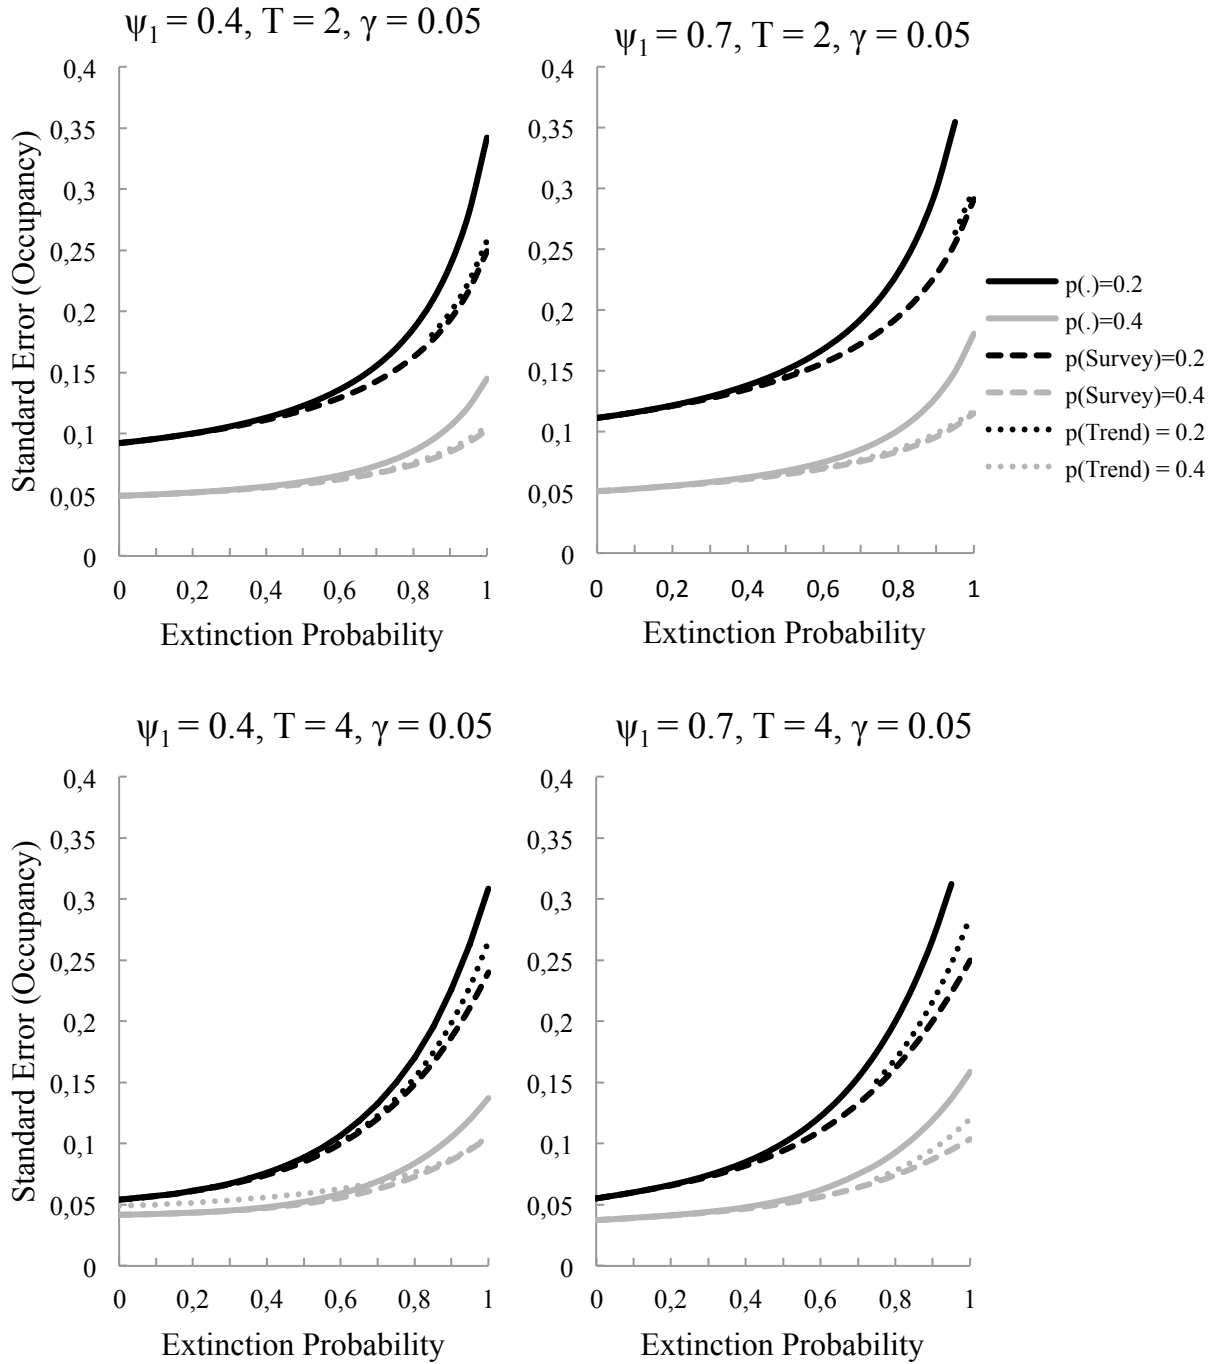 ψ1 = 0.4, T = 2, γ = 0.05
Standard Error (Occupancy)
0,4
0,35
0,3
0,25
0,2
0,15
0,1
0,05
0
0 0,2 0,4 0,6 0,8 1
Extinction Probability
ψ1 = 0.7, T = 2, γ = 0.05
0,4
0,35
0,3
0,25
0,2
0,15
0,1
0,05
0
0 0,2 0,4 0,6 0,8 1
Extinction Probability
p(.)=0.2
p(.)=0.4
p(Survey)=0.2
p(Survey)=0.4
p(Trend) = 0.2
p(Trend) = 0.4
ψ1 = 0.4, T = 4, γ = 0.05
Standard Error (Occupancy)
0,4
0,35
0,3
0,25
0,2
0,15
0,1
0,05
0
0 0,2 0,4 0,6 0,8 1
Extinction Probability
ψ1 = 0.7, T = 4, γ = 0.05
0,4
0,35
0,3
0,25
0,2
0,15
0,1
0,05
0
0 0,2 0,4 0,6 0,8 1
Extinction Probability